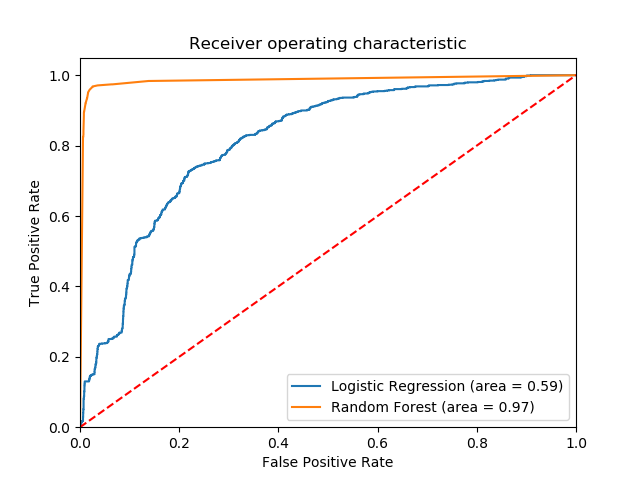 Receiver operating characteristic
1.0
0.8
0.6
0.4
0.2
0.0
True Positive Rate
Logistic Regression (area = 0.59)
Random Forest (area = 0.97)
0.0 0.2 0.4 0.6 0.8 1.0
False Positive Rate